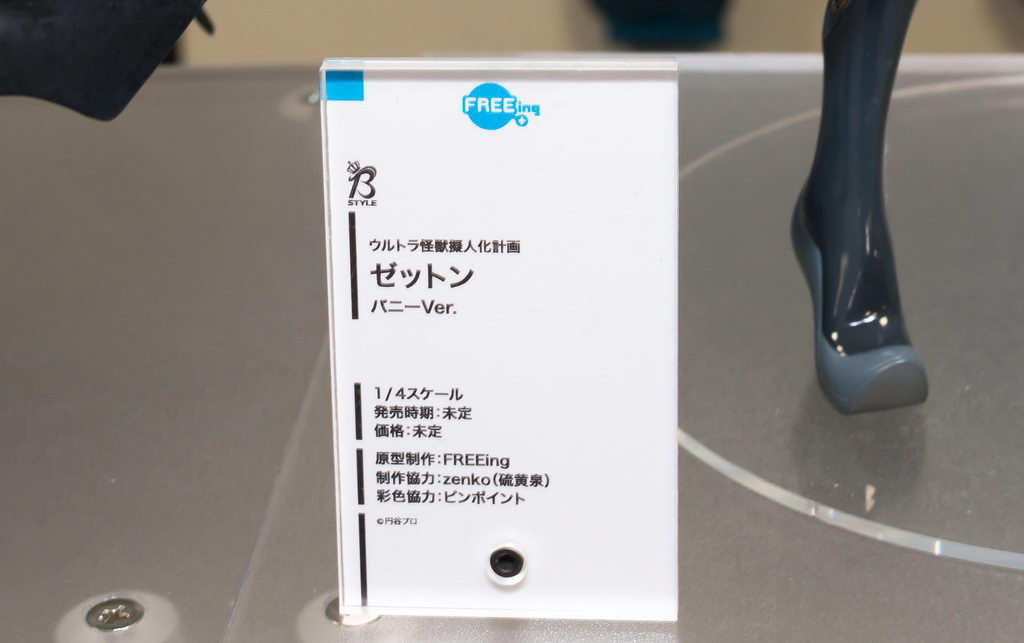 FREEing
B
STYLE
ウルトラ怪獣擬人化計画
ゼットン
バニーVer.
1/4スケール
発売時期:未定
価格:未定
原型制作:FREEing
制作協力:zenko(硫黄泉)
彩色協力:ピンポイント
©円谷プロ